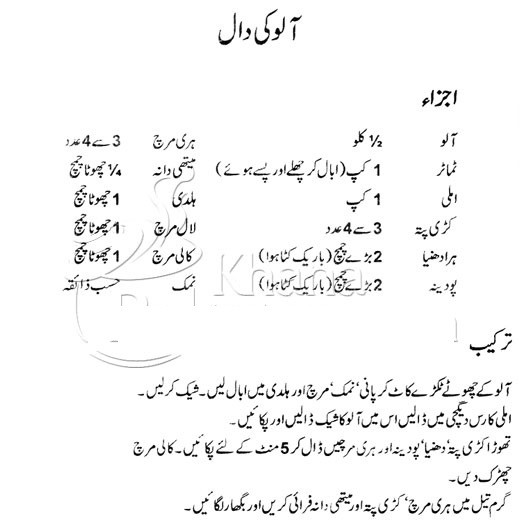 آلو کی دال
اجزاء
آلو ½ کلو ہری مرچ 3 سے 4 عدد
ٹماٹر 1 کپ (ابال کر چھلے اور پسے ہوئے) میتھی دانہ ¼ چھوٹا چمچ
املی 1 کپ ہلدی 1 چھوٹا چمچ
کڑی پتہ 3 سے 4 عدد لال مرچ 1 چھوٹا چمچ
ہرا دھنیا 2 بڑے چمچ (باریک کٹا ہوا) کالی مرچ 1 چھوٹا چمچ
پودینہ 2 بڑے چمچ (باریک کٹا ہوا) نمک حسب ذائقہ
Khana
ترکیب
آلو کے چھوٹے ٹکڑے کاٹ کر پانی، نمک، مرچ اور ہلدی میں ابال لیں۔ شیک کر لیں۔
املی کا رس دیگچی میں ڈالیں اس میں آلو کا شیک ڈالیں اور پکائیں۔
تھوڑا کڑی پتہ، دھنیا، پودینہ اور ہری مرچیں ڈال کر 5 منٹ کے لئے پکائیں۔ کالی مرچ
چھڑک دیں۔
گرم تیل میں ہری مرچ، کڑی پتہ اور میتھی دانہ فرائی کریں اور بگھار لگائیں۔